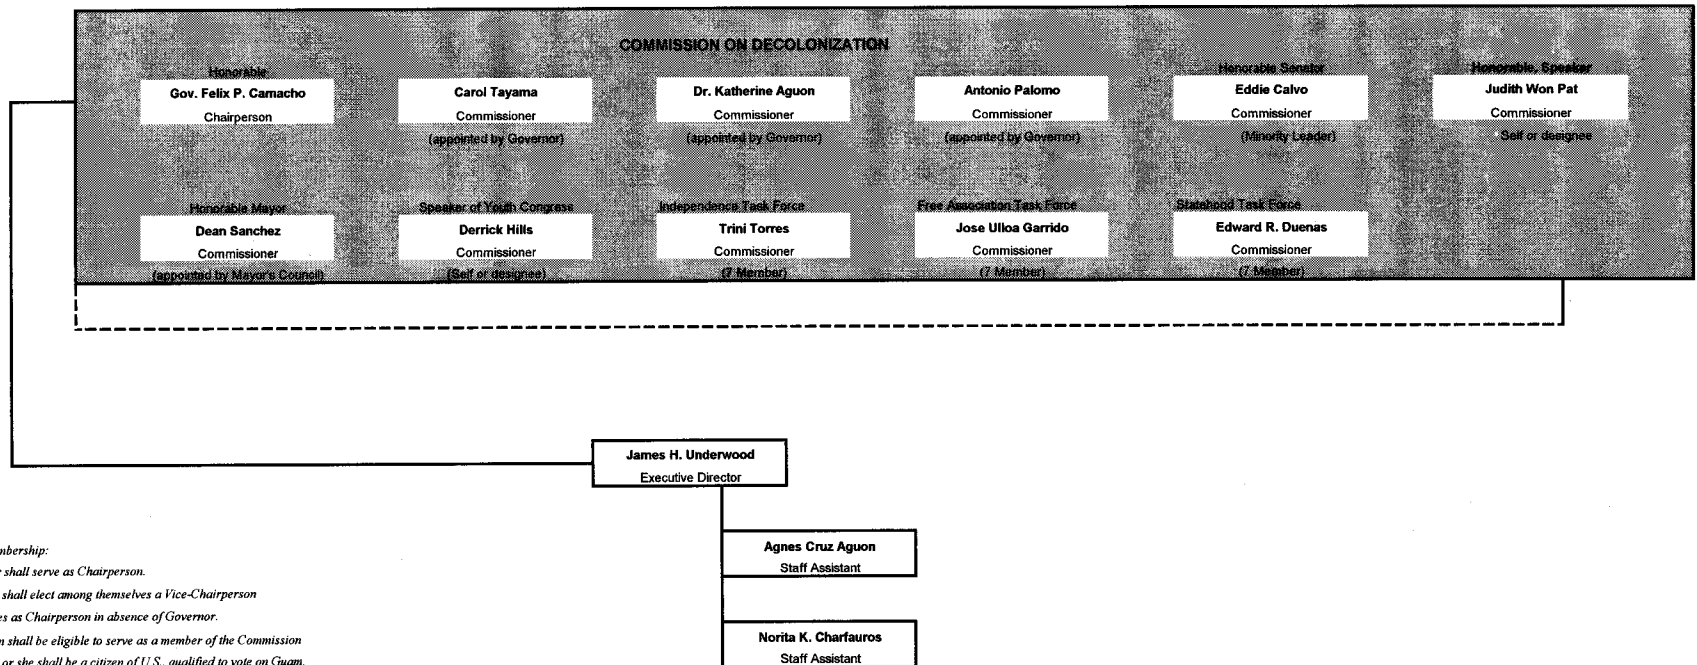 COMMISSION ON DECOLONIZATION
Honorable
Gov. Felix P. Camacho
Chairperson
Carol Tayama
Commissioner
(appointed by Governor)
Dr. Katherine Aguon
Commissioner
(appointed by Governor)
Antonio Palomo
Commissioner
(appointed by Governor)
Honorable Senator
Eddie Calvo
Commissioner
(Minority Leader)
Honorable, Speaker
Judith Won Pat
Commissioner
Self or designee
Honorable Mayor
Dean Sanchez
Commissioner
(appointed by Mayor's Council)
Speaker of Youth Congress
Derrick Hills
Commissioner
(Self or designee)
Independence Task Force
Trini Torres
Commissioner
(7 Member)
Free Association Task Force
Jose Ulloa Garrido
Commissioner
(7 Member)
Statehood Task Force
Edward R. Duenas
Commissioner
(7 Member)
James H. Underwood
Executive Director
Agnes Cruz Aguon
Staff Assistant
Norita K. Charfauros
Staff Assistant
mbership:
shall serve as Chairperson.
shall elect among themselves a Vice-Chairperson
es as Chairperson in absence of Governor.
n shall be eligible to serve as a member of the Commission
or she shall be a citizen of U.S., qualified to vote on Guam.